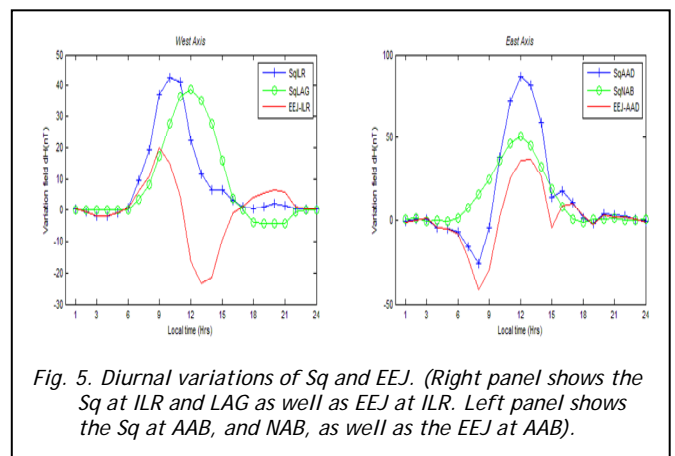 West Axis
50
40
30
20
10
0
-10
-20
-30
Variation field dH(nT)
SqILR
SqLAG
EEJ-ILR
1 3 6 9 12 15 18 21 24
Local time (Hrs)
East Axis
100
50
0
-50
Variation field dH(nT)
SqAAD
SqNAB
EEJ-AAD
1 3 6 9 12 15 18 21 24
Local time (Hrs)
Fig. 5. Diurnal variations of Sq and EEJ. (Right panel shows the
Sq at ILR and LAG as well as EEJ at ILR. Left panel shows
the Sq at AAB, and NAB, as well as the EEJ at AAB).